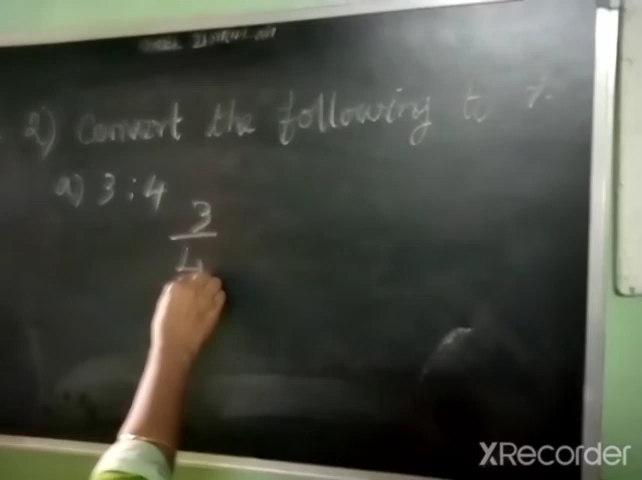 2) Convert the following to %.
a) 3 : 4
3
4
XRecorder